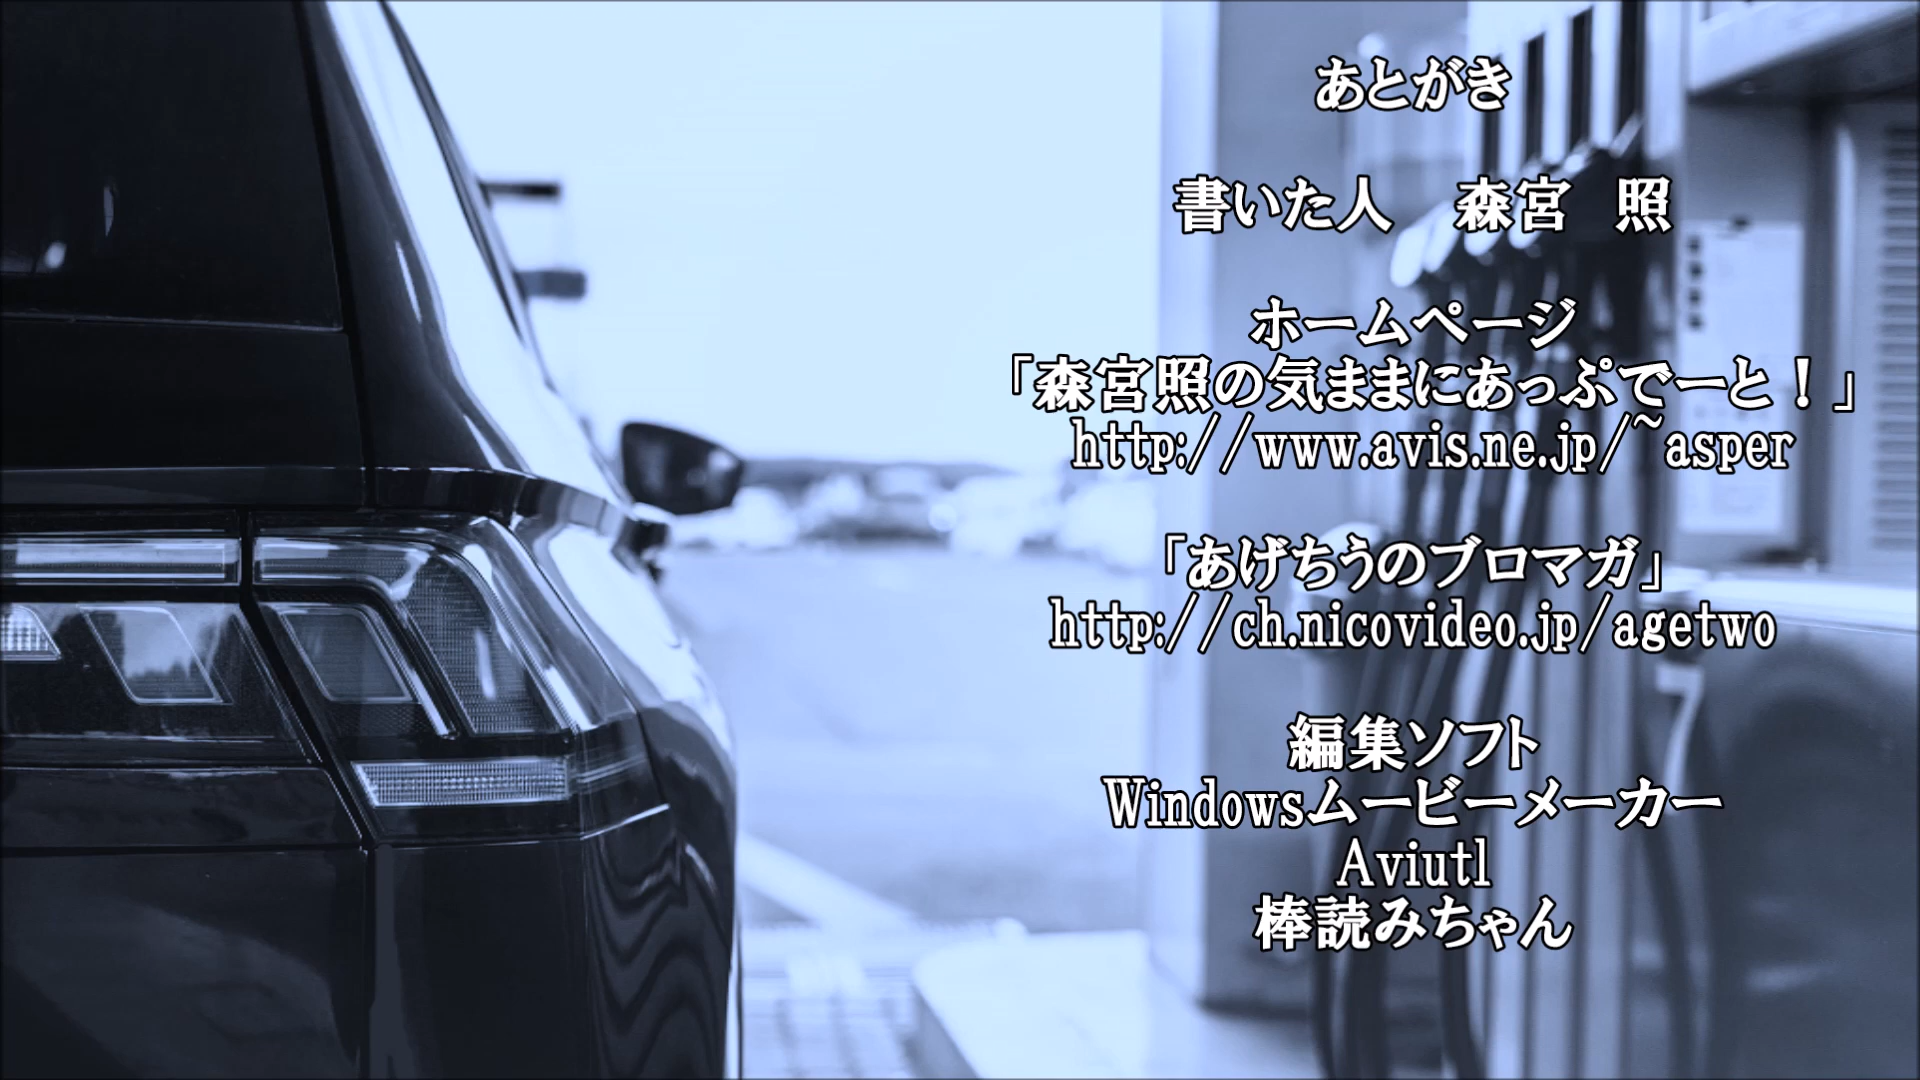 あとがき
書いた人　森宮　照
ホームページ
「森宮照の気ままにあっぷでーと！」
http://www.avis.ne.jp/~asper
「あげちうのブロマガ」
http://ch.nicovideo.jp/agetwo
編集ソフト
Windowsムービーメーカー
Aviutl
棒読みちゃん
7